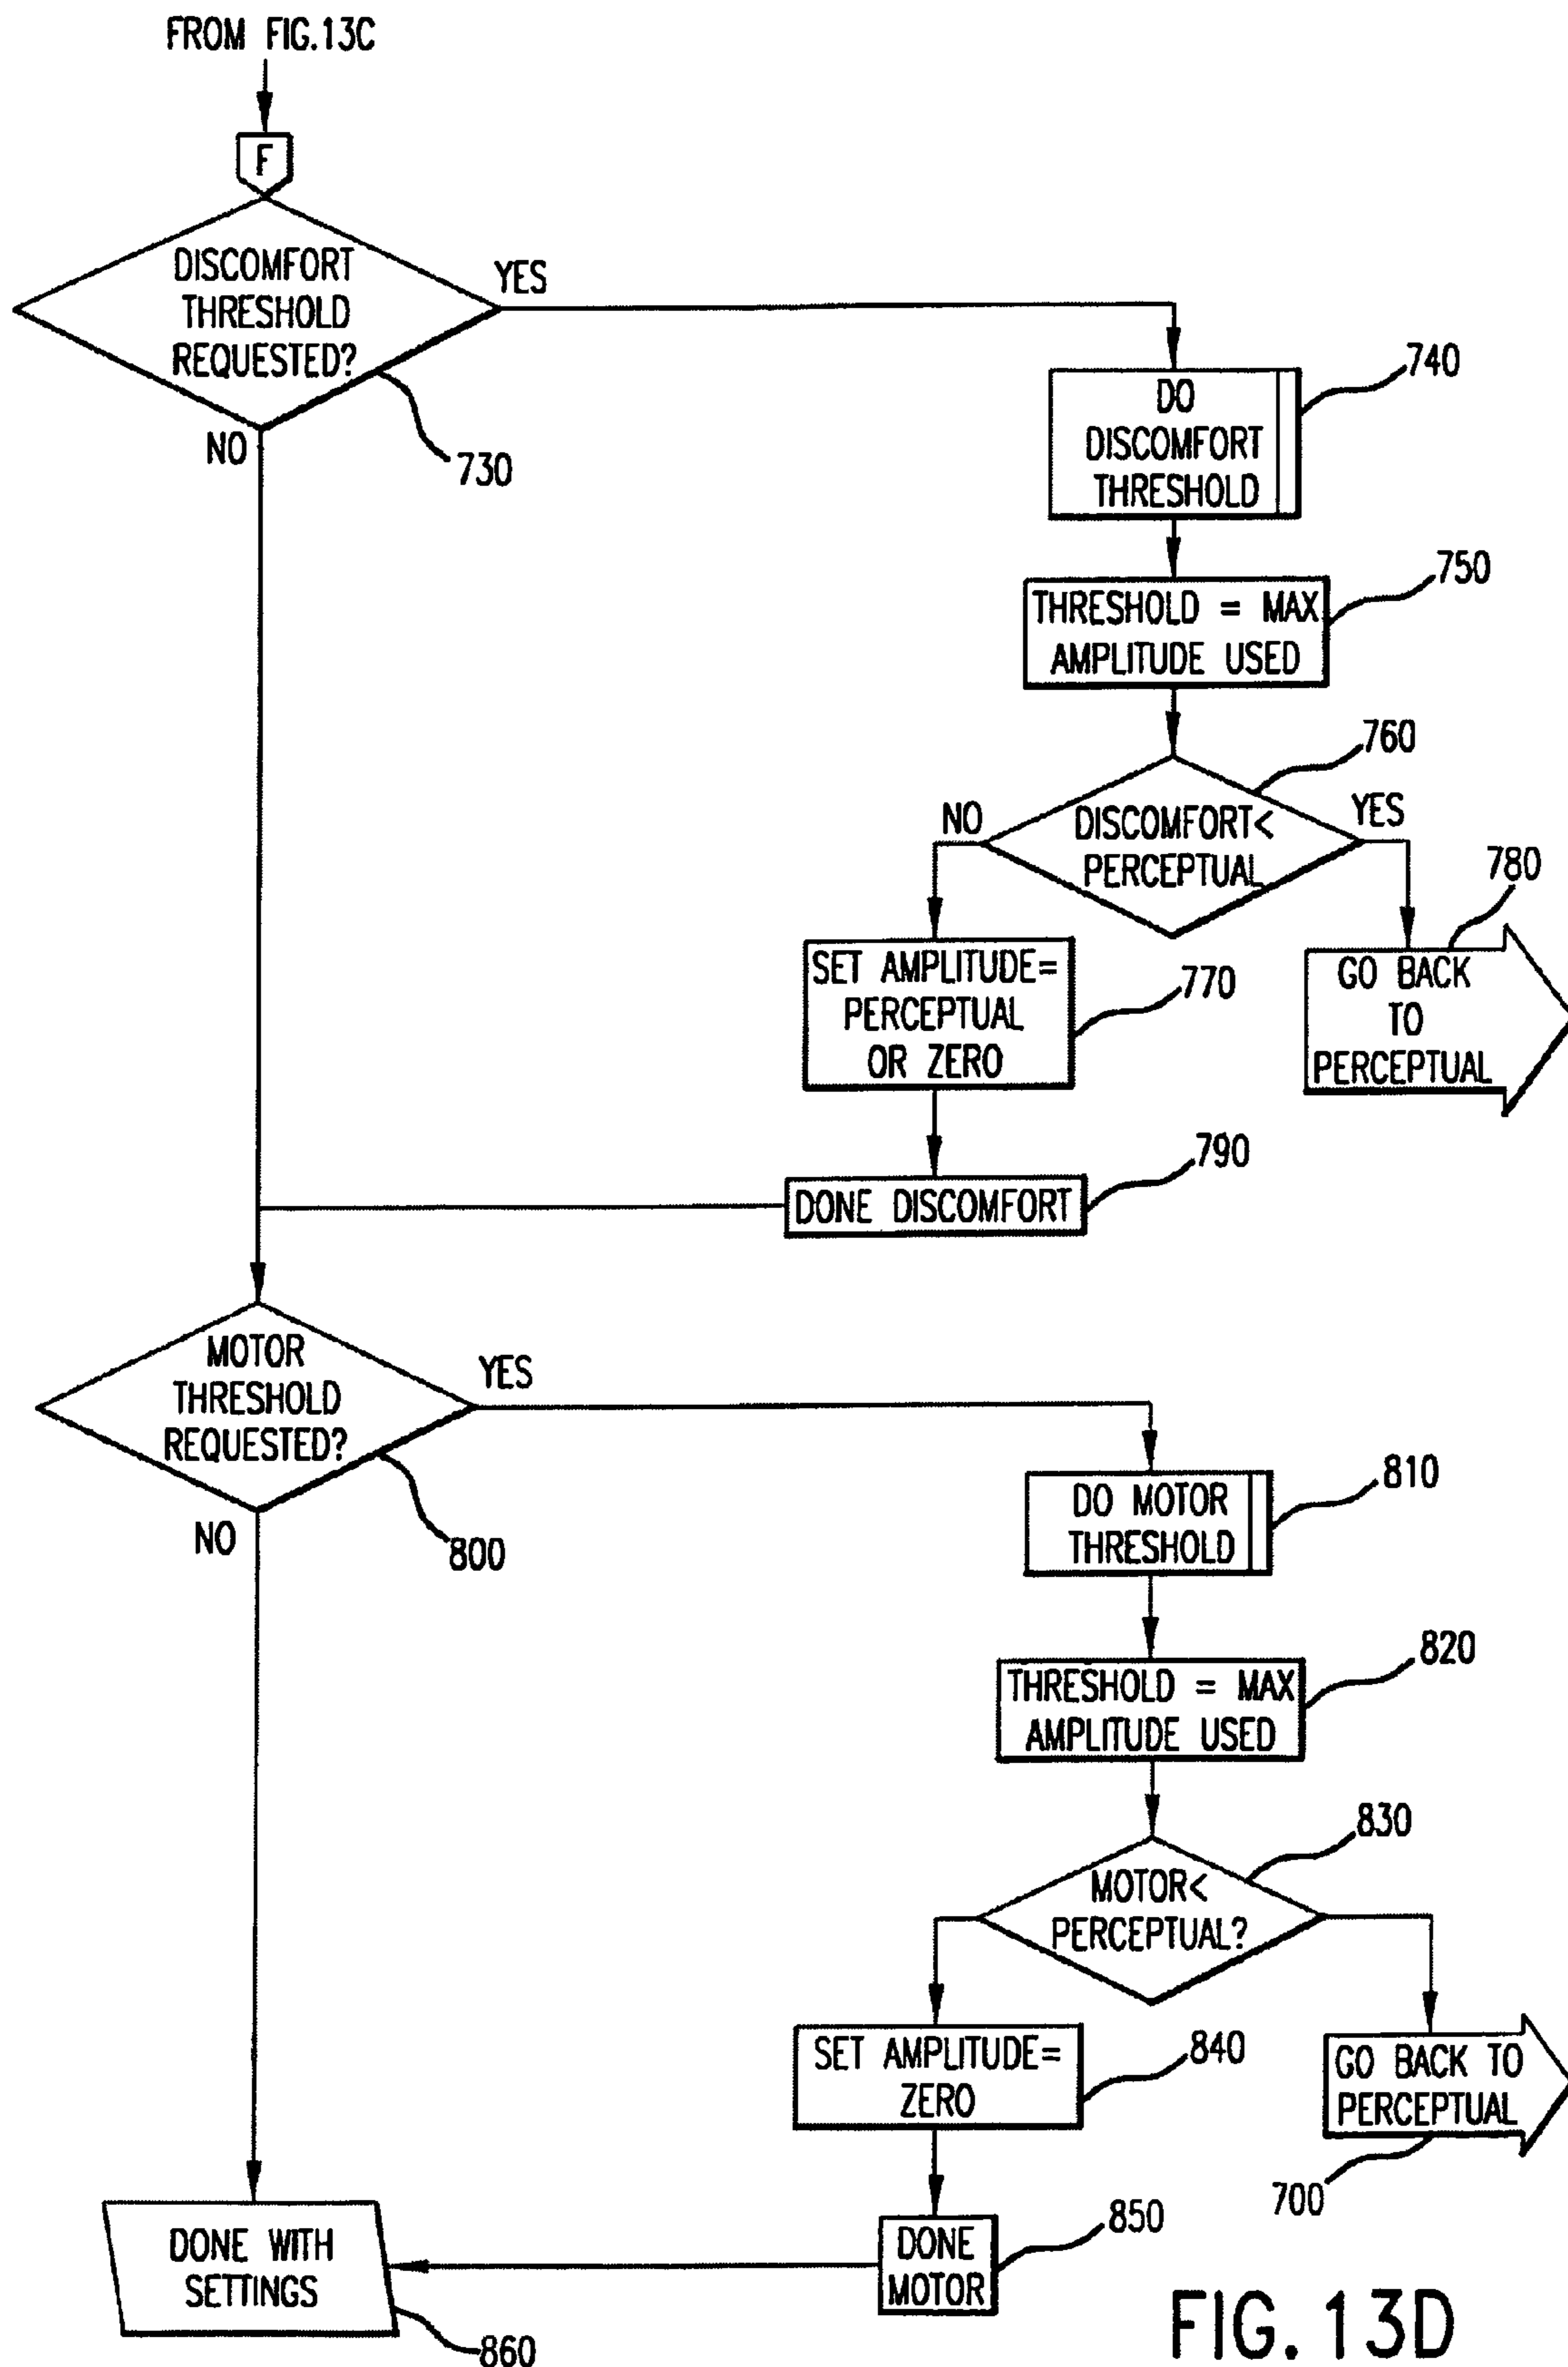 FROM FIG.13C
F
DISCOMFORT
THRESHOLD
REQUESTED?
YES
NO
730
DO
DISCOMFORT
THRESHOLD
740
THRESHOLD = MAX
AMPLITUDE USED
750
760
DISCOMFORT<
PERCEPTUAL
NO
YES
SET AMPLITUDE=
PERCEPTUAL
OR ZERO
770
780
GO BACK
TO
PERCEPTUAL
DONE DISCOMFORT
790
MOTOR
THRESHOLD
REQUESTED?
YES
NO
800
DO MOTOR
THRESHOLD
810
THRESHOLD = MAX
AMPLITUDE USED
820
830
MOTOR<
PERCEPTUAL?
SET AMPLITUDE=
ZERO
840
GO BACK TO
PERCEPTUAL
700
DONE
MOTOR
850
DONE WITH
SETTINGS
860
FIG. 13D